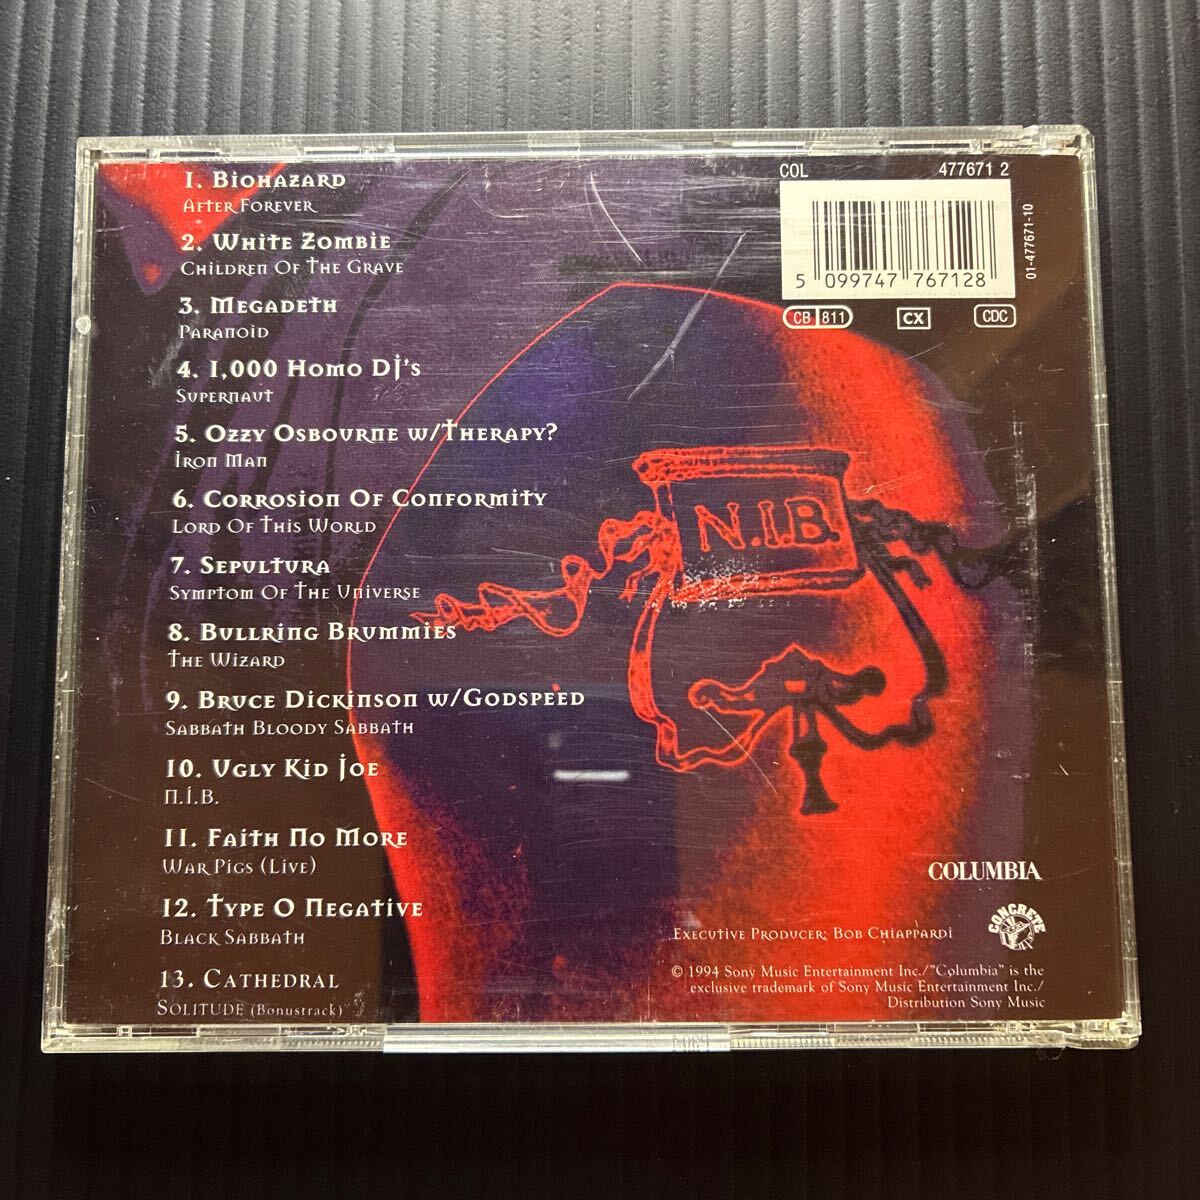 1. Biohazard
After Forever
2. White Zombie
Children Of The Grave
3. Megadeth
Paranoid
4. 1,000 Homo DJ's
Supernaut
5. Ozzy Osbourne w/Therapy?
Iron Man
6. Corrosion Of Conformity
Lord Of This World
7. Sepultura
Symptom Of The Universe
8. Bullring Brummies
The Wizard
9. Bruce Dickinson w/Godspeed
Sabbath Bloody Sabbath
10. Ugly Kid Joe
N.I.B.
11. Faith No More
War Pigs (Live)
12. Type O Negative
Black Sabbath
13. Cathedral
Solitude (Bonustrack)
COL 477671 2
5 099747 767128
01-477671-10
CB 811 CX CDC
N.I.B.
COLUMBIA
CONCRETE
Executive Producer: Bob Chiappardi
© 1994 Sony Music Entertainment Inc./"Columbia" is the
exclusive trademark of Sony Music Entertainment Inc./
Distribution Sony Music